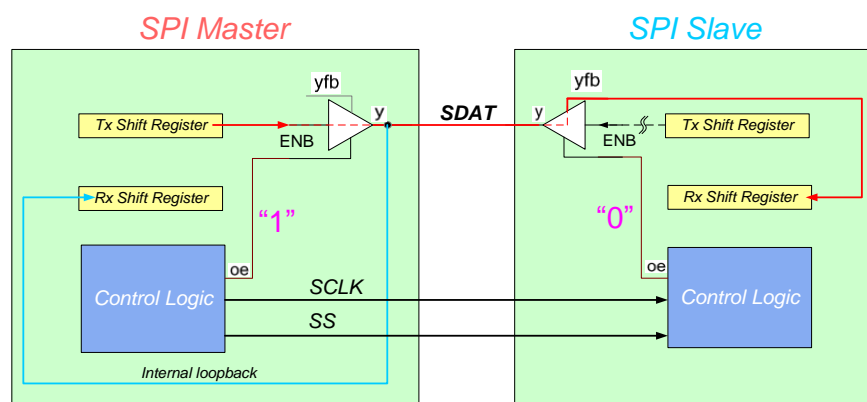 SPI Master
SPI Slave
yfb
y
SDAT
y
yfb
Tx Shift Register
ENB
ENB
Tx Shift Register
Rx Shift Register
“1”
“0”
Rx Shift Register
oe
oe
Control Logic
SCLK
Control Logic
SS
Internal loopback